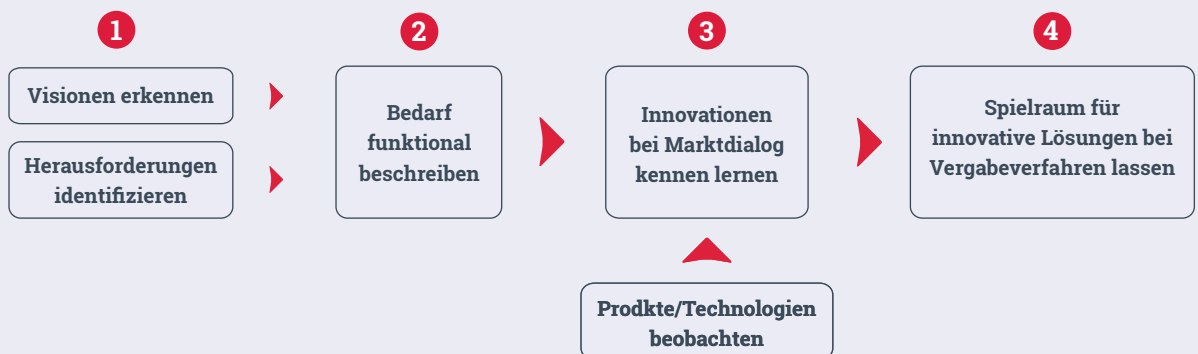 1
Visionen erkennen
Herausforderungen
identifizieren
2
Bedarf
funktional
beschreiben
3
Innovationen
bei Marktdialog
kennen lernen
Prodkte/Technologien
beobachten
4
Spielraum für
innovative Lösungen bei
Vergabeverfahren lassen